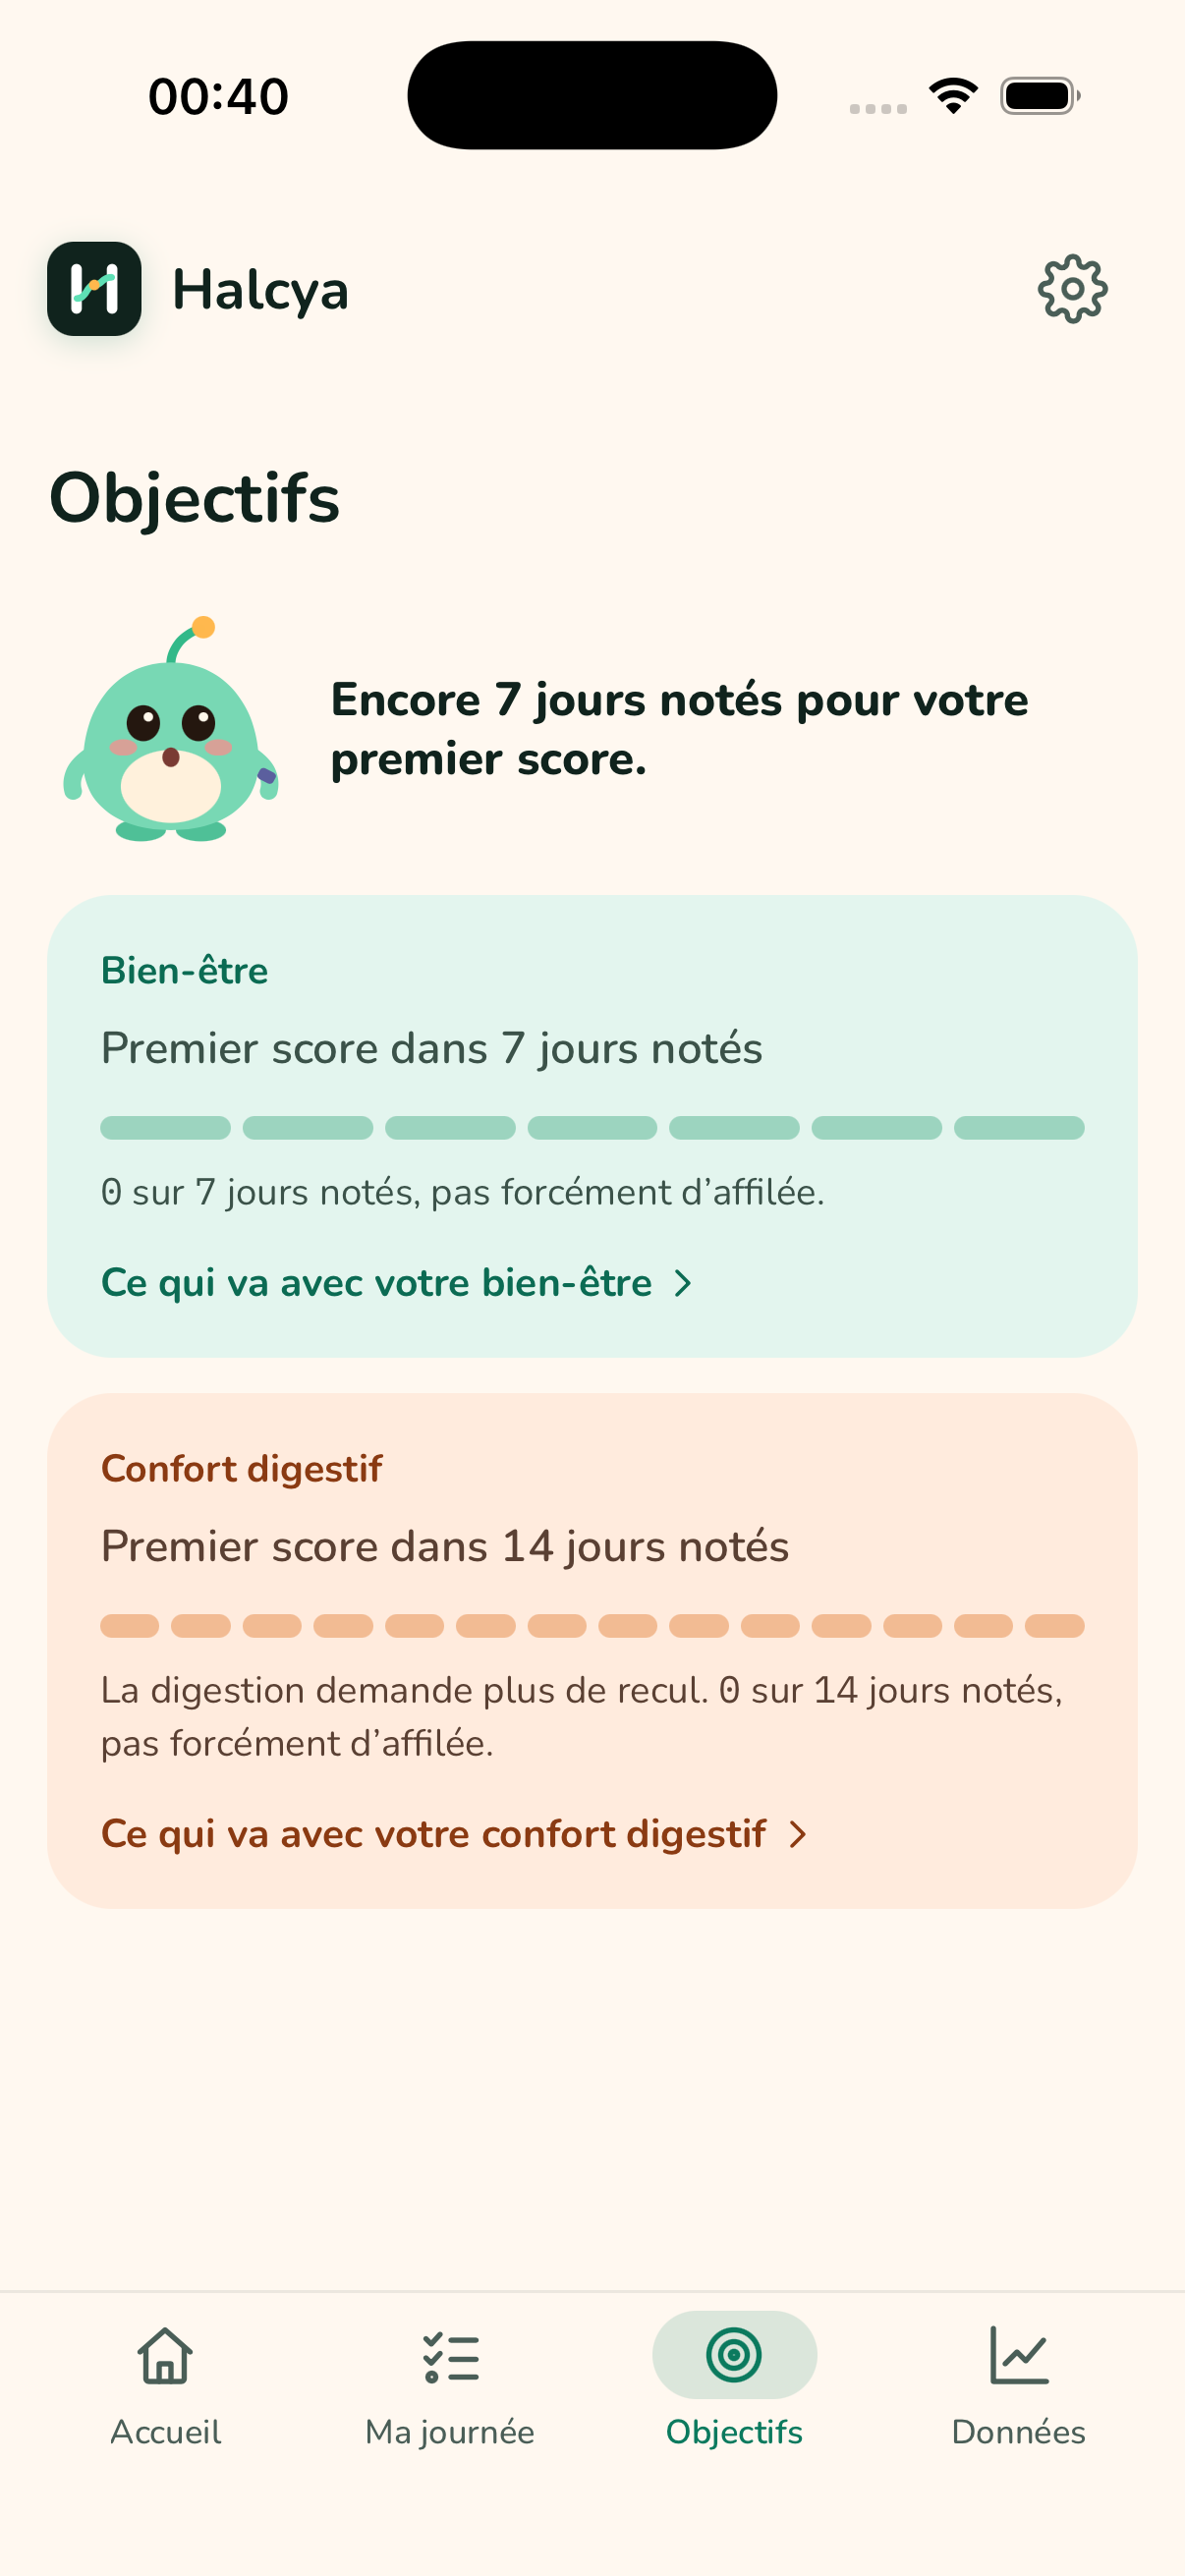 00:40
Halcya
Objectifs
Encore 7 jours notés pour votre
premier score.
Bien-être
Premier score dans 7 jours notés
0 sur 7 jours notés, pas forcément d’affilée.
Ce qui va avec votre bien-être
Confort digestif
Premier score dans 14 jours notés
La digestion demande plus de recul. 0 sur 14 jours notés,
pas forcément d’affilée.
Ce qui va avec votre confort digestif
Accueil
Ma journée
Objectifs
Données